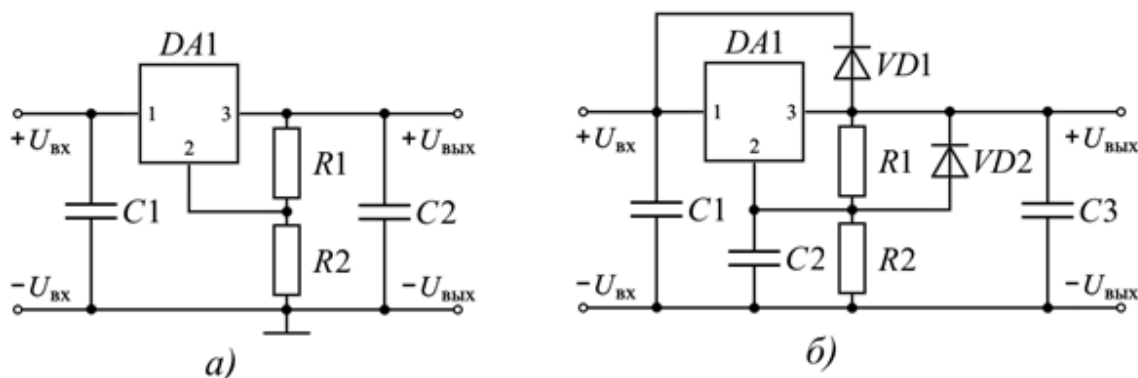 DA1
1
3
2
+Uвх
+Uвых
R1
C1
C2
R2
−Uвх
−Uвых
а)
DA1
VD1
1
3
2
+Uвх
+Uвых
R1
VD2
C1
C3
C2
R2
−Uвх
−Uвых
б)